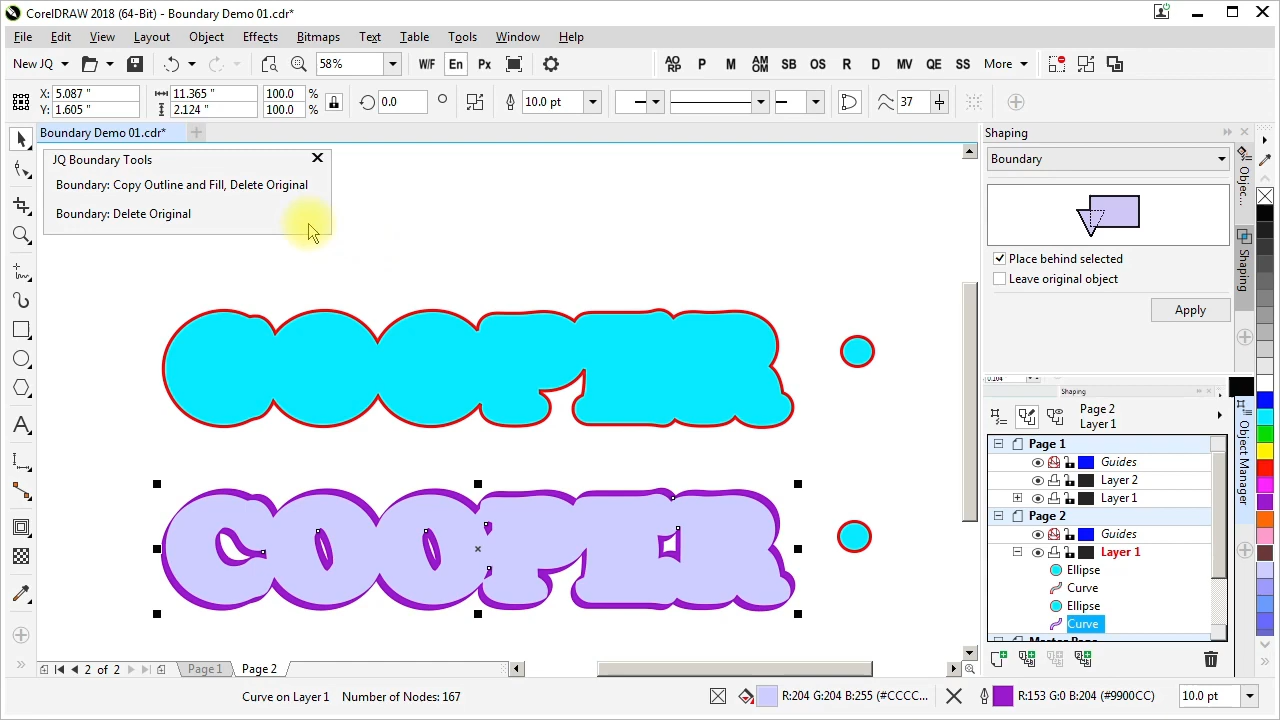 CorelDRAW 2018 (64-Bit) - Boundary Demo 01.cdr*
File Edit View Layout Object Effects Bitmaps Text Table Tools Window Help
New JQ 58% W/F En Px AO RP P M AM OM SB OS R D MV QE SS More
X: 5.087 " 11.365 " 100.0 % 0.0 ° 10.0 pt 37
Y: 1.605 " 2.124 " 100.0 %
Boundary Demo 01.cdr*
Shaping
JQ Boundary Tools
Boundary
Boundary: Copy Outline and Fill, Delete Original
Boundary: Delete Original
Objec...
Shaping
Place behind selected
Leave original object
Apply
Shaping
Page 2
Layer 1
Object Manager
Page 1
Guides
Layer 2
Layer 1
Page 2
Guides
Layer 1
Ellipse
Curve
Ellipse
Curve
2 of 2 Page 1 Page 2
Curve on Layer 1 Number of Nodes: 167 R:204 G:204 B:255 (#CCCC... R:153 G:0 B:204 (#9900CC) 10.0 pt